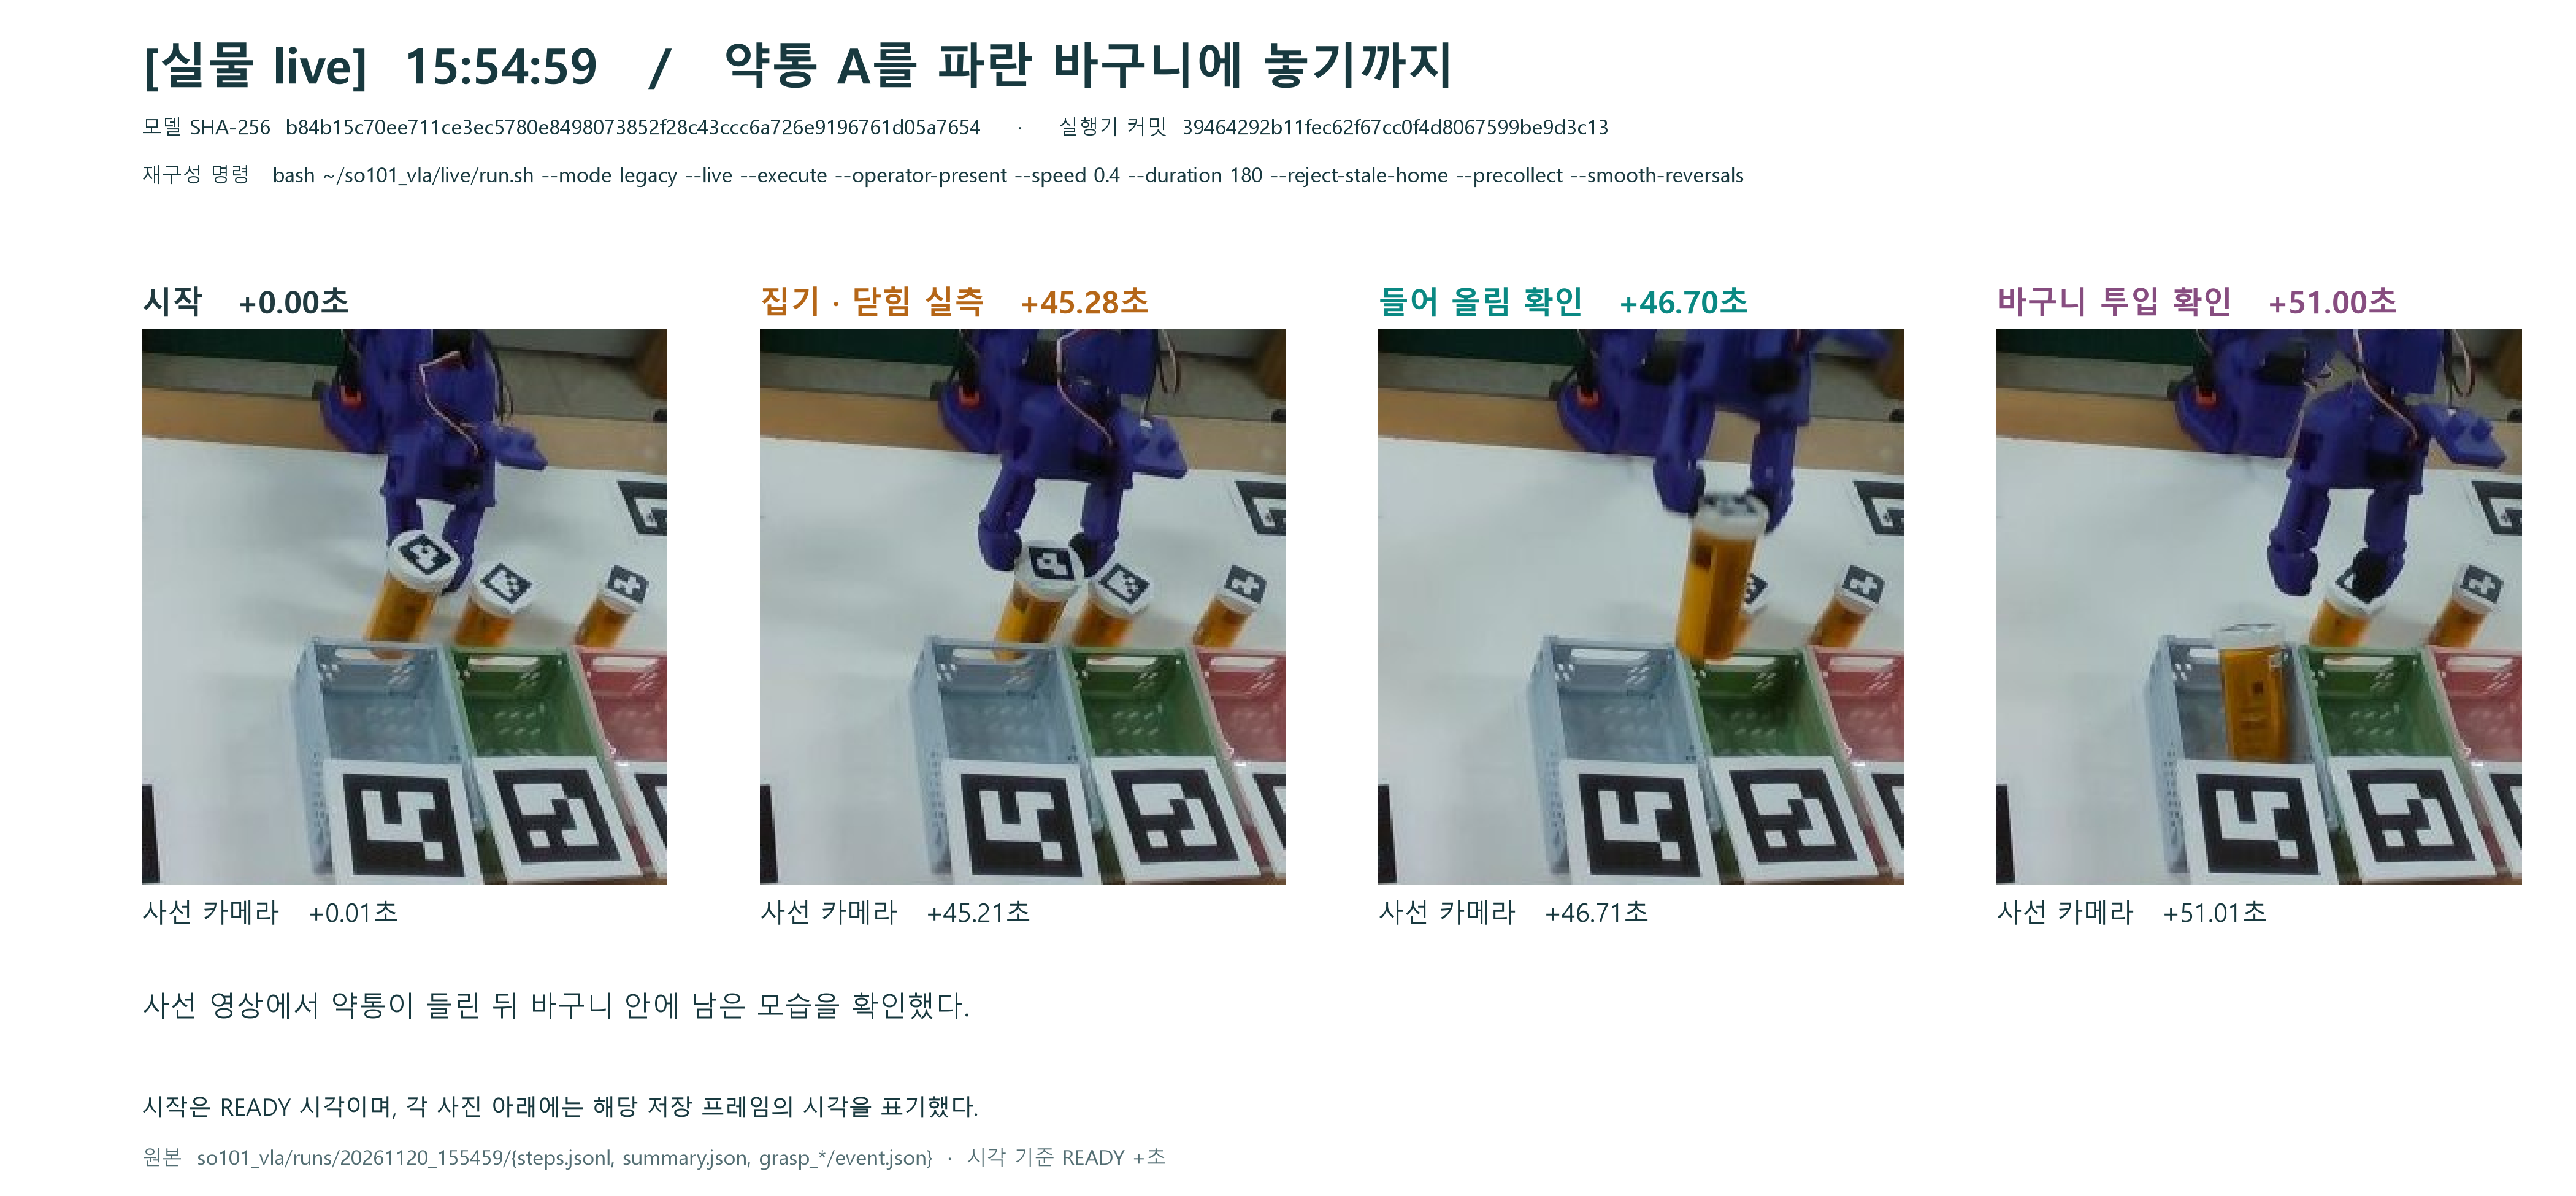 [실물 live] 15:54:59 / 약통 A를 파란 바구니에 놓기까지
모델 SHA-256 b84b15c70ee711ce3ec5780e8498073852f28c43ccc6a726e9196761d05a7654 · 실행기 커밋 39464292b11fec62f67cc0f4d8067599be9d3c13
재구성 명령 bash ~/so101_vla/live/run.sh --mode legacy --live --execute --operator-present --speed 0.4 --duration 180 --reject-stale-home --precollect --smooth-reversals
시작 +0.00초
집기 · 닫힘 실측 +45.28초
들어 올림 확인 +46.70초
바구니 투입 확인 +51.00초
사선 카메라 +0.01초
사선 카메라 +45.21초
사선 카메라 +46.71초
사선 카메라 +51.01초
사선 영상에서 약통이 들린 뒤 바구니 안에 남은 모습을 확인했다.
시작은 READY 시각이며, 각 사진 아래에는 해당 저장 프레임의 시각을 표기했다.
원본 so101_vla/runs/20261120_155459/{steps.jsonl, summary.json, grasp_*/event.json} · 시각 기준 READY +초